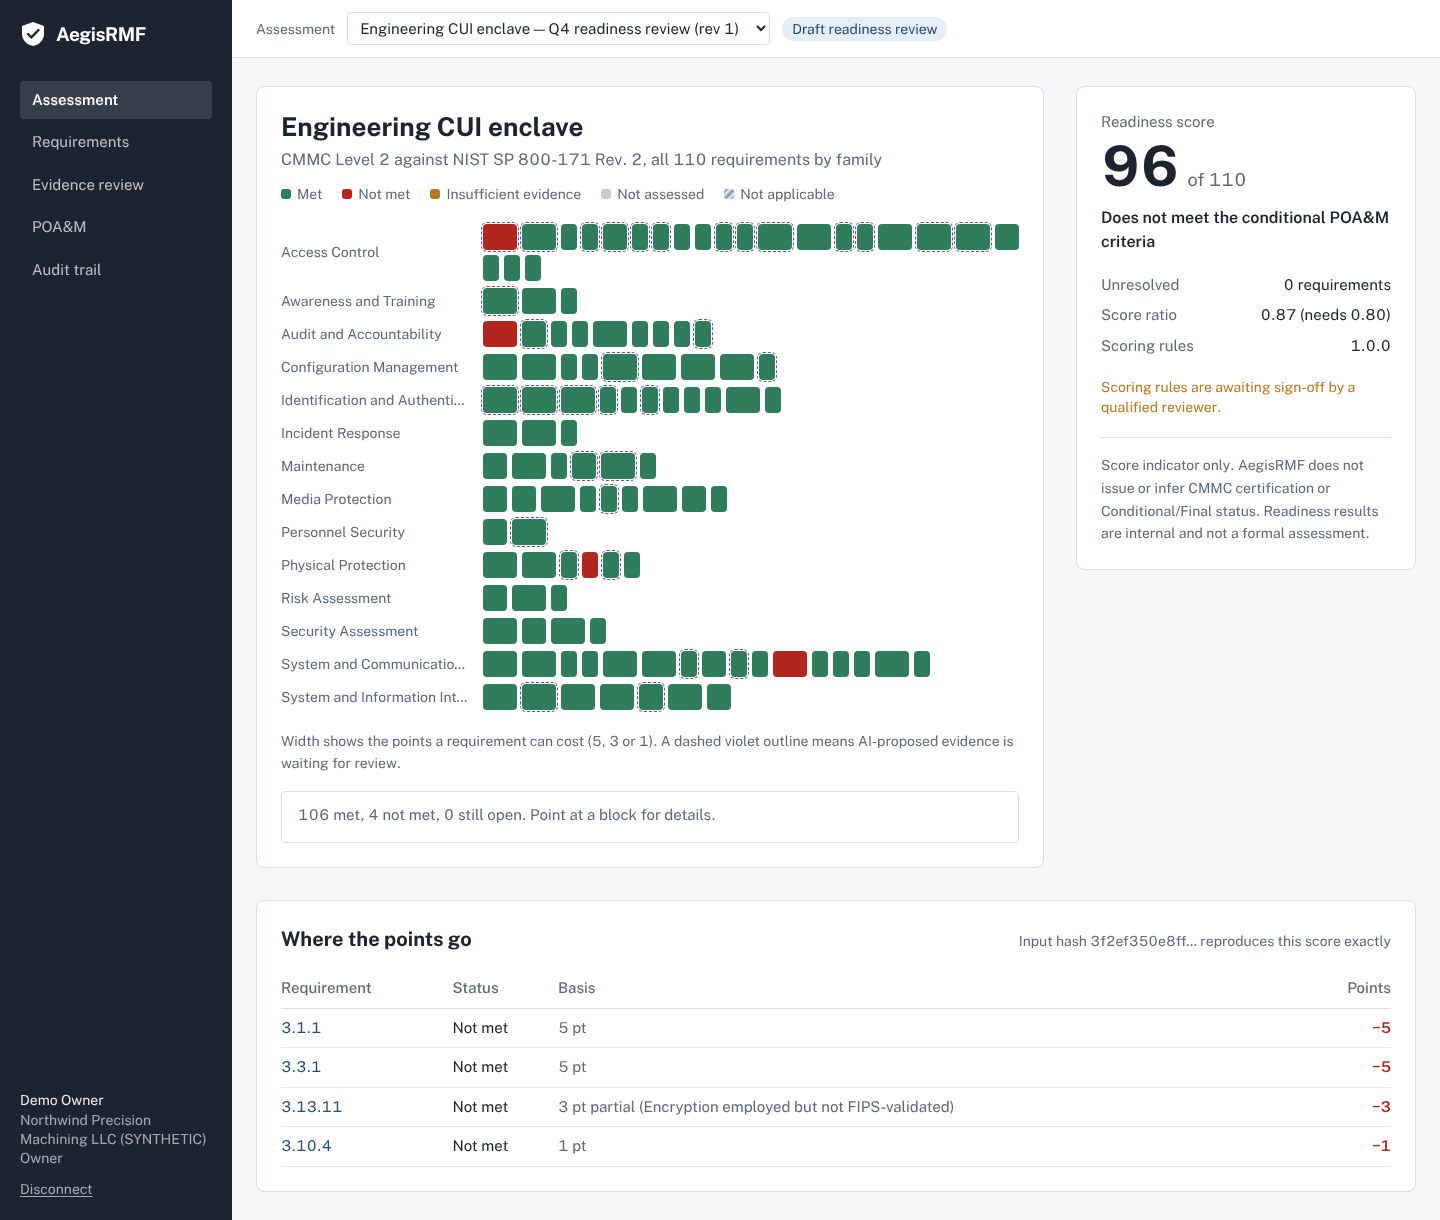 AegisRMF
Assessment
Requirements
Evidence review
POA&M
Audit trail
Demo Owner
Northwind Precision
Machining LLC (SYNTHETIC)
Owner
Disconnect
Assessment
Engineering CUI enclave — Q4 readiness review (rev 1)
Draft readiness review
Engineering CUI enclave
CMMC Level 2 against NIST SP 800-171 Rev. 2, all 110 requirements by family
Met
Not met
Insufficient evidence
Not assessed
Not applicable
Access Control
Awareness and Training
Audit and Accountability
Configuration Management
Identification and Authenti...
Incident Response
Maintenance
Media Protection
Personnel Security
Physical Protection
Risk Assessment
Security Assessment
System and Communicatio...
System and Information Int...
Width shows the points a requirement can cost (5, 3 or 1). A dashed violet outline means AI-proposed evidence is
waiting for review.
106 met, 4 not met, 0 still open. Point at a block for details.
Readiness score
96 of 110
Does not meet the conditional POA&M
criteria
Unresolved 0 requirements
Score ratio 0.87 (needs 0.80)
Scoring rules 1.0.0
Scoring rules are awaiting sign-off by a
qualified reviewer.
Score indicator only. AegisRMF does not
issue or infer CMMC certification or
Conditional/Final status. Readiness results
are internal and not a formal assessment.
Where the points go
Input hash 3f2ef350e8ff... reproduces this score exactly
Requirement Status Basis Points
3.1.1 Not met 5 pt −5
3.3.1 Not met 5 pt −5
3.13.11 Not met 3 pt partial (Encryption employed but not FIPS-validated) −3
3.10.4 Not met 1 pt −1